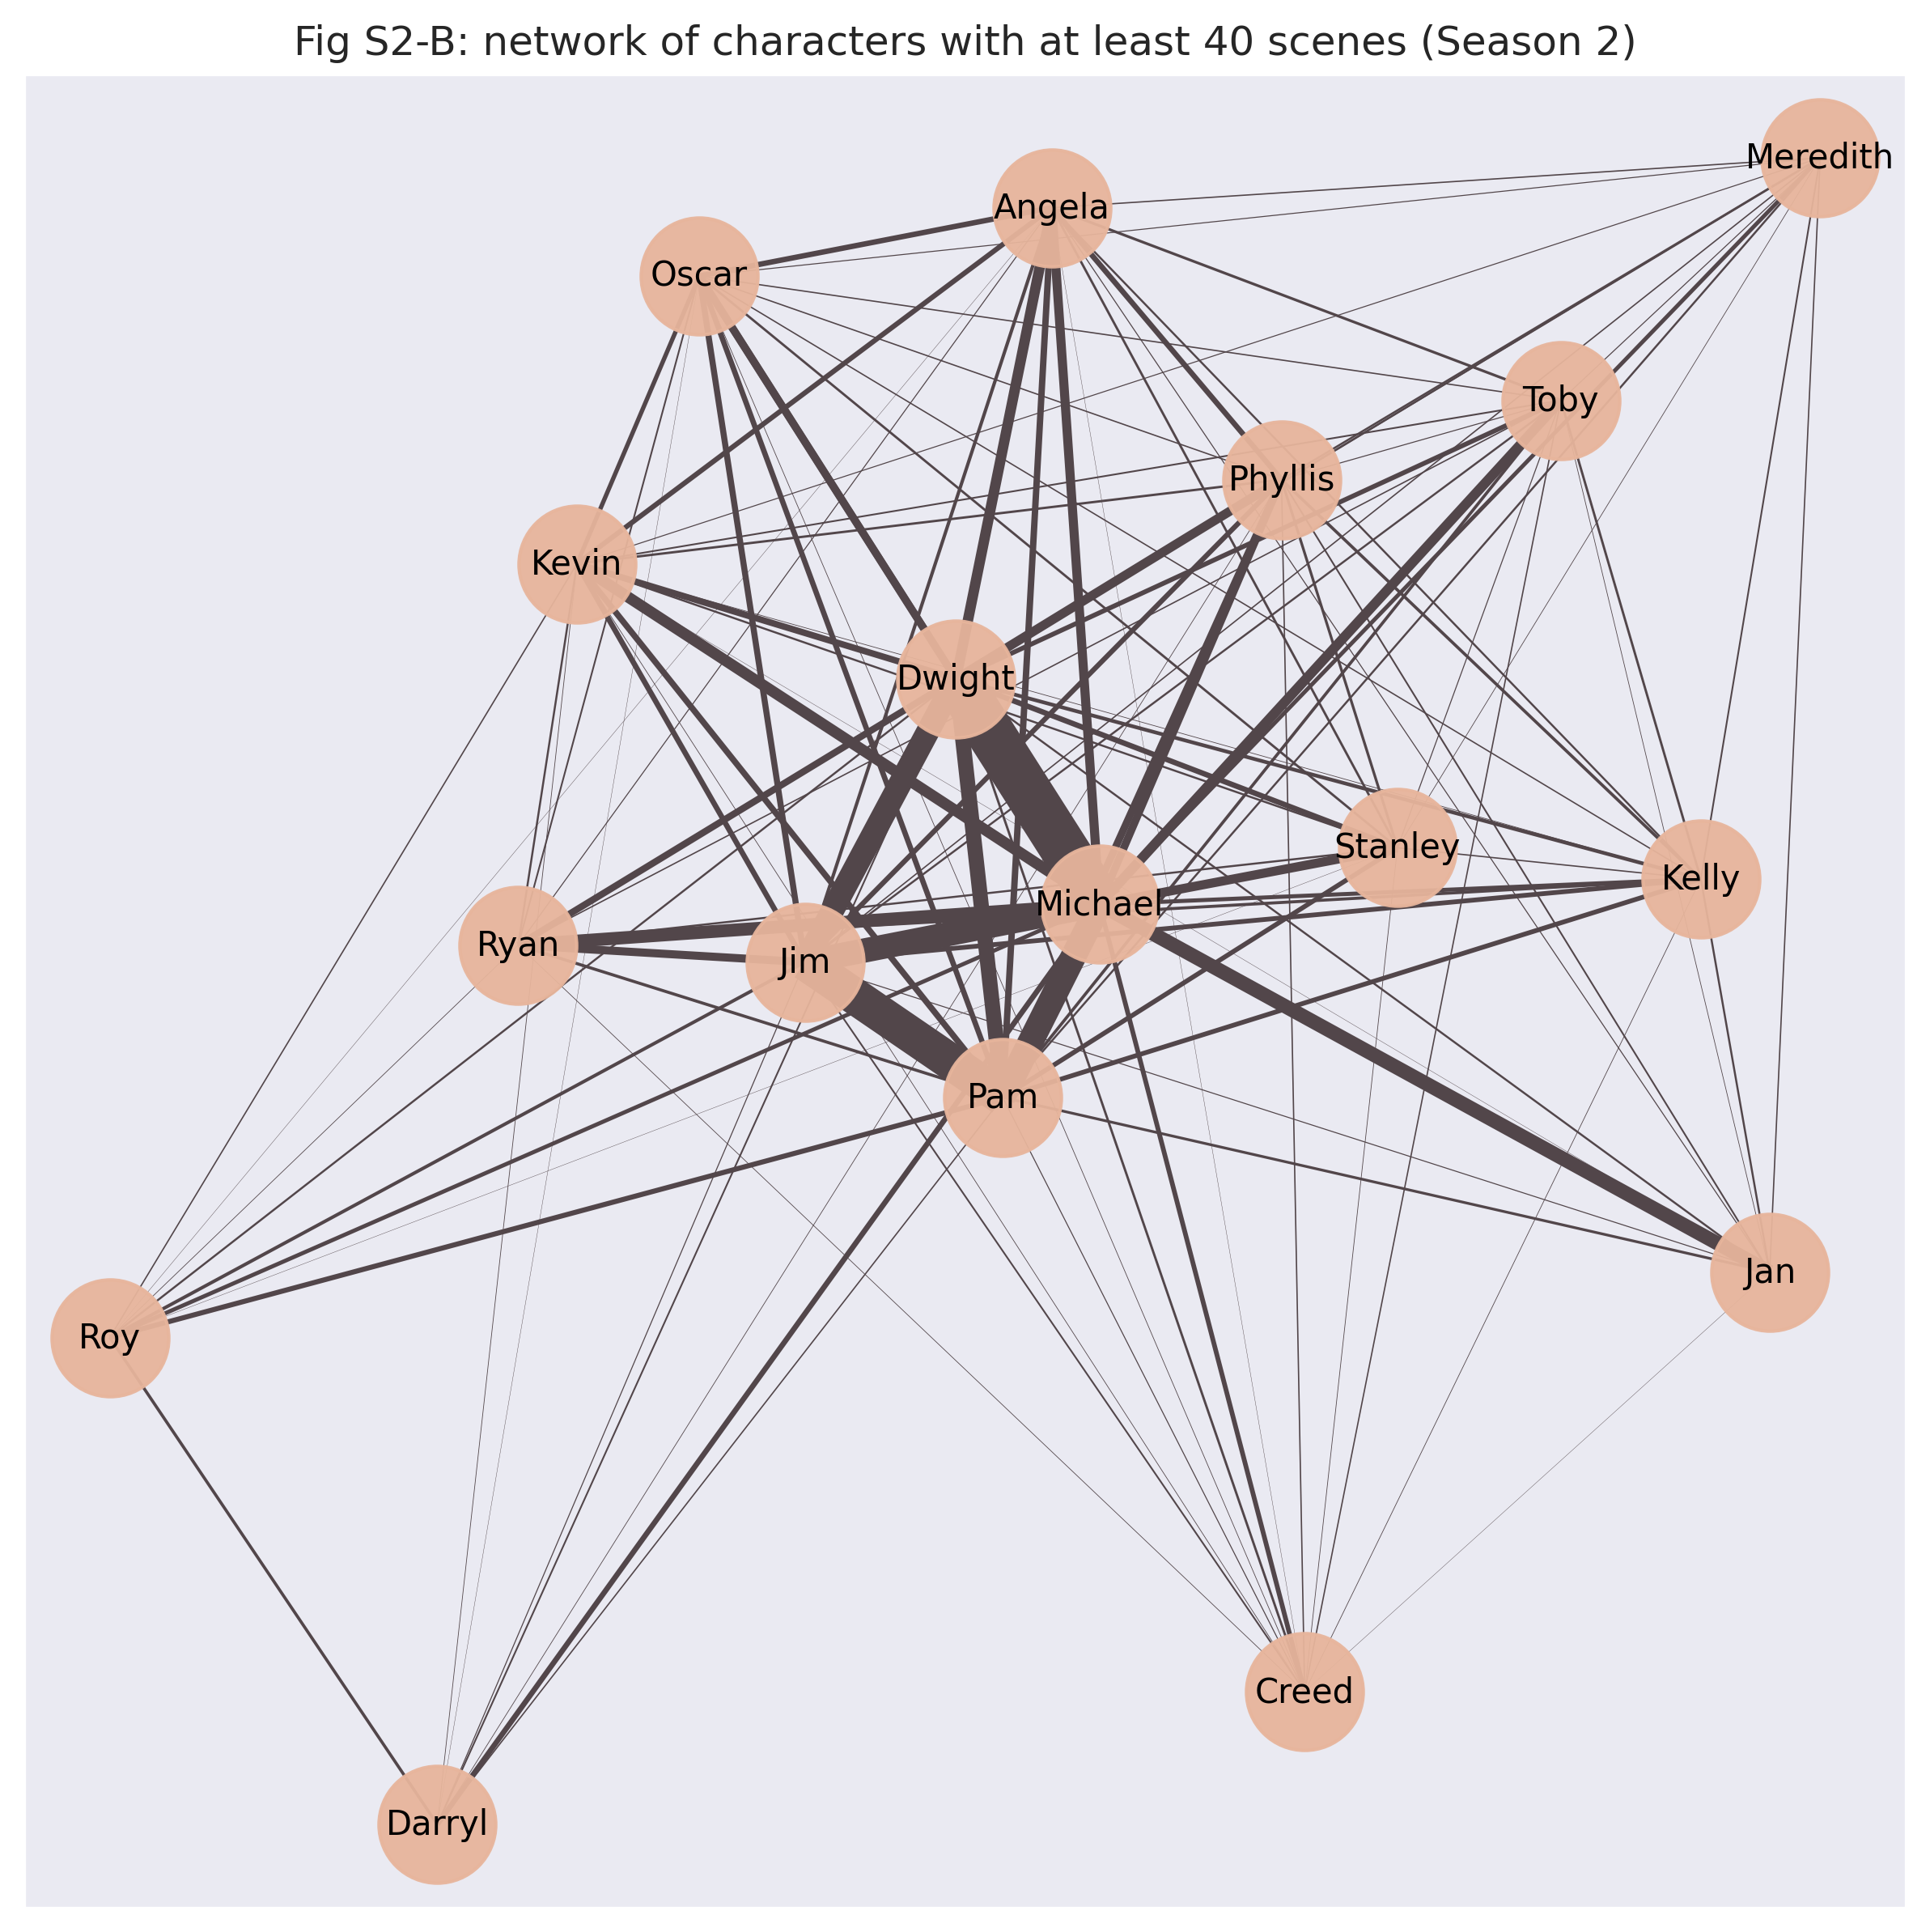 Fig S2-B: network of characters with at least 40 scenes (Season 2)
Meredith
Angela
Oscar
Toby
Phyllis
Kevin
Dwight
Stanley
Kelly
Michael
Ryan
Jim
Pam
Jan
Roy
Creed
Darryl